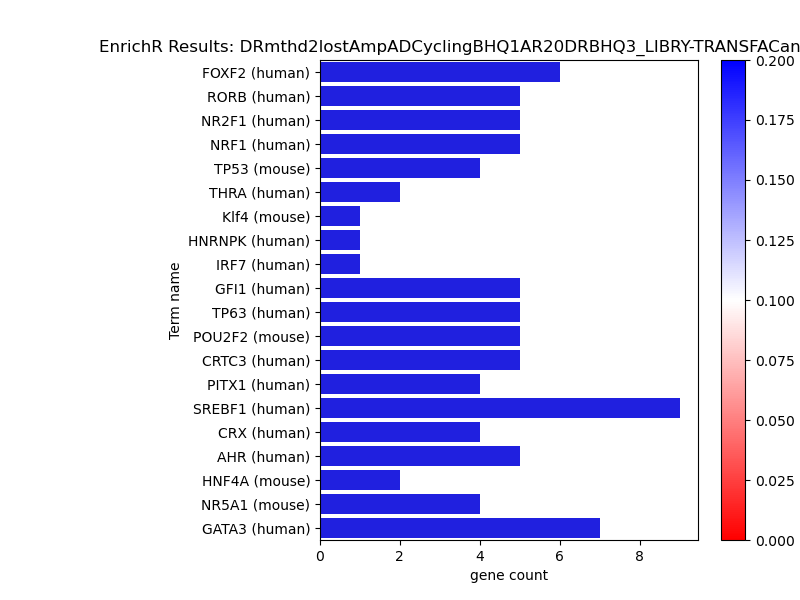 EnrichR Results: DRmthd2lostAmpADCyclingBHQ1AR20DRBHQ3_LIBRY-TRANSFACan
FOXF2 (human)
RORB (human)
NR2F1 (human)
NRF1 (human)
TP53 (mouse)
THRA (human)
Klf4 (mouse)
HNRNPK (human)
IRF7 (human)
GFI1 (human)
TP63 (human)
POU2F2 (mouse)
CRTC3 (human)
PITX1 (human)
SREBF1 (human)
CRX (human)
AHR (human)
HNF4A (mouse)
NR5A1 (mouse)
GATA3 (human)
Term name
0 2 4 6 8
gene count
0.200
0.175
0.150
0.125
0.100
0.075
0.050
0.025
0.000